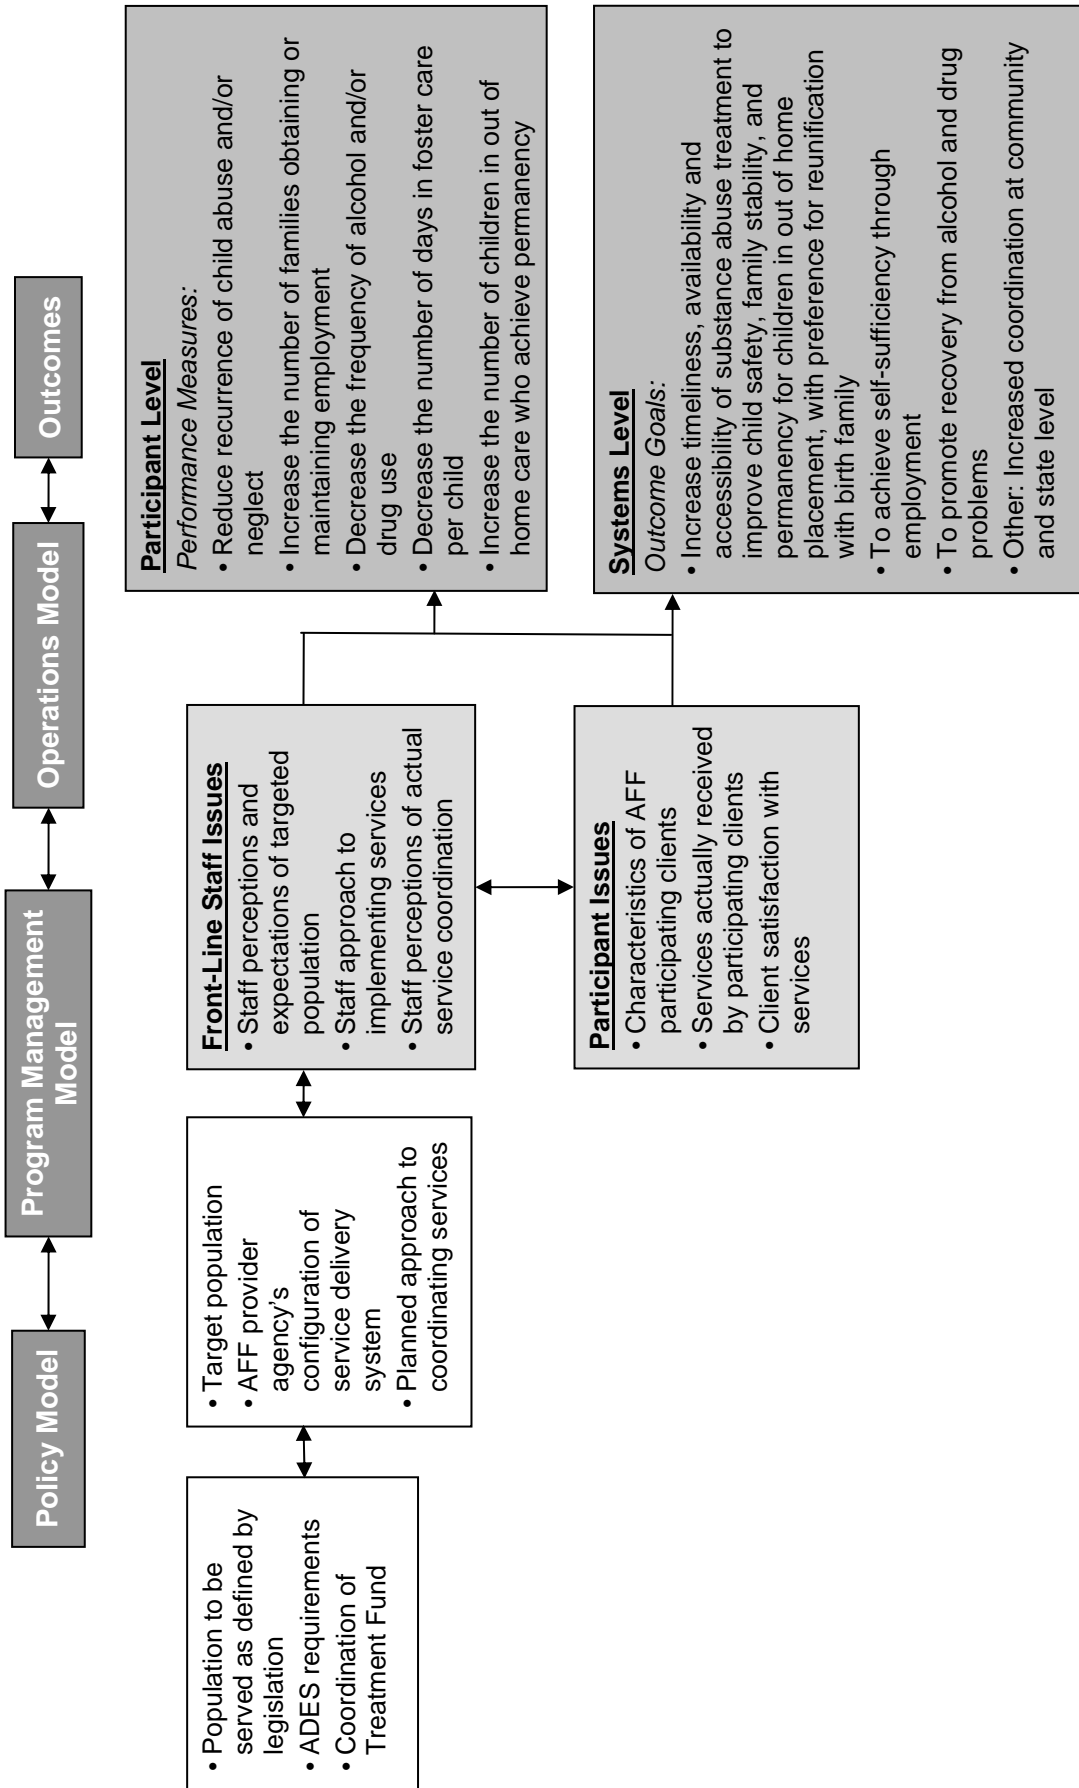 Policy Model
Program Management
Model
Operations Model
Outcomes
• Population to be
served as defined by
legislation
• ADES requirements
• Coordination of
Treatment Fund
• Target population
• AFF provider
agency’s
configuration of
service delivery
system
• Planned approach to
coordinating services
Front-Line Staff Issues
• Staff perceptions and
expectations of targeted
population
• Staff approach to
implementing services
• Staff perceptions of actual
service coordination
Participant Issues
• Characteristics of AFF
participating clients
• Services actually received
by participating clients
• Client satisfaction with
services
Participant Level
Performance Measures:
• Reduce recurrence of child abuse and/or
neglect
• Increase the number of families obtaining or
maintaining employment
• Decrease the frequency of alcohol and/or
drug use
• Decrease the number of days in foster care
per child
• Increase the number of children in out of
home care who achieve permanency
Systems Level
Outcome Goals:
• Increase timeliness, availability and
accessibility of substance abuse treatment to
improve child safety, family stability, and
permanency for children in out of home
placement, with preference for reunification
with birth family
• To achieve self-sufficiency through
employment
• To promote recovery from alcohol and drug
problems
• Other: Increased coordination at community
and state level